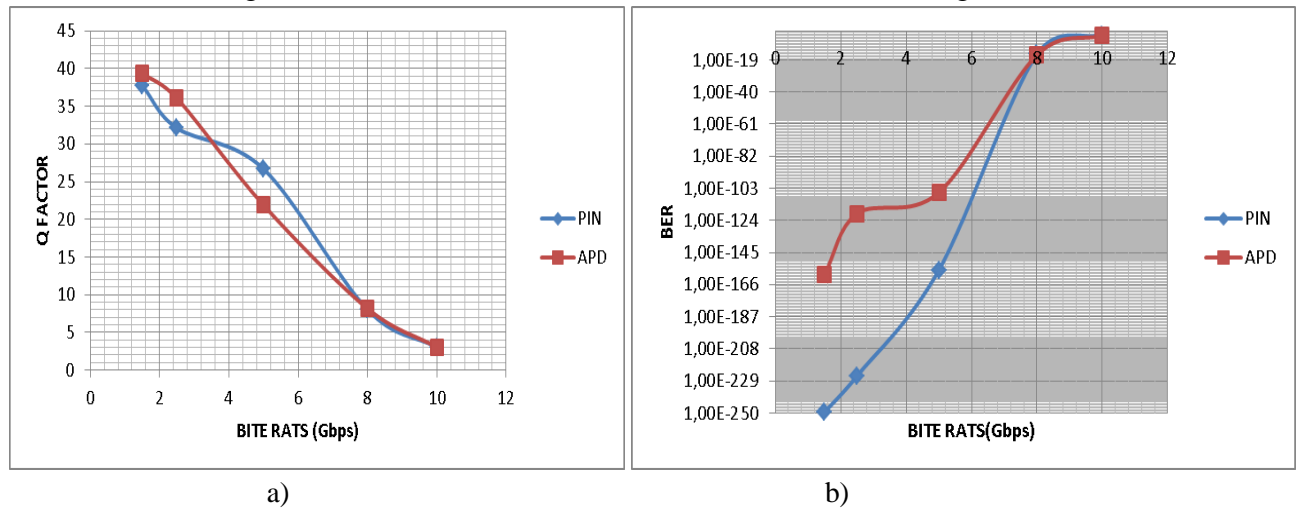 45
40
35
30
25
20
15
10
5
0
Q FACTOR
0 2 4 6 8 10 12
BITE RATS (Gbps)
PIN
APD
a)
0 2 4 6 8 10 12
1,00E-19
1,00E-40
1,00E-61
1,00E-82
1,00E-103
1,00E-124
1,00E-145
1,00E-166
1,00E-187
1,00E-208
1,00E-229
1,00E-250
BER
BITE RATS(Gbps)
PIN
APD
b)